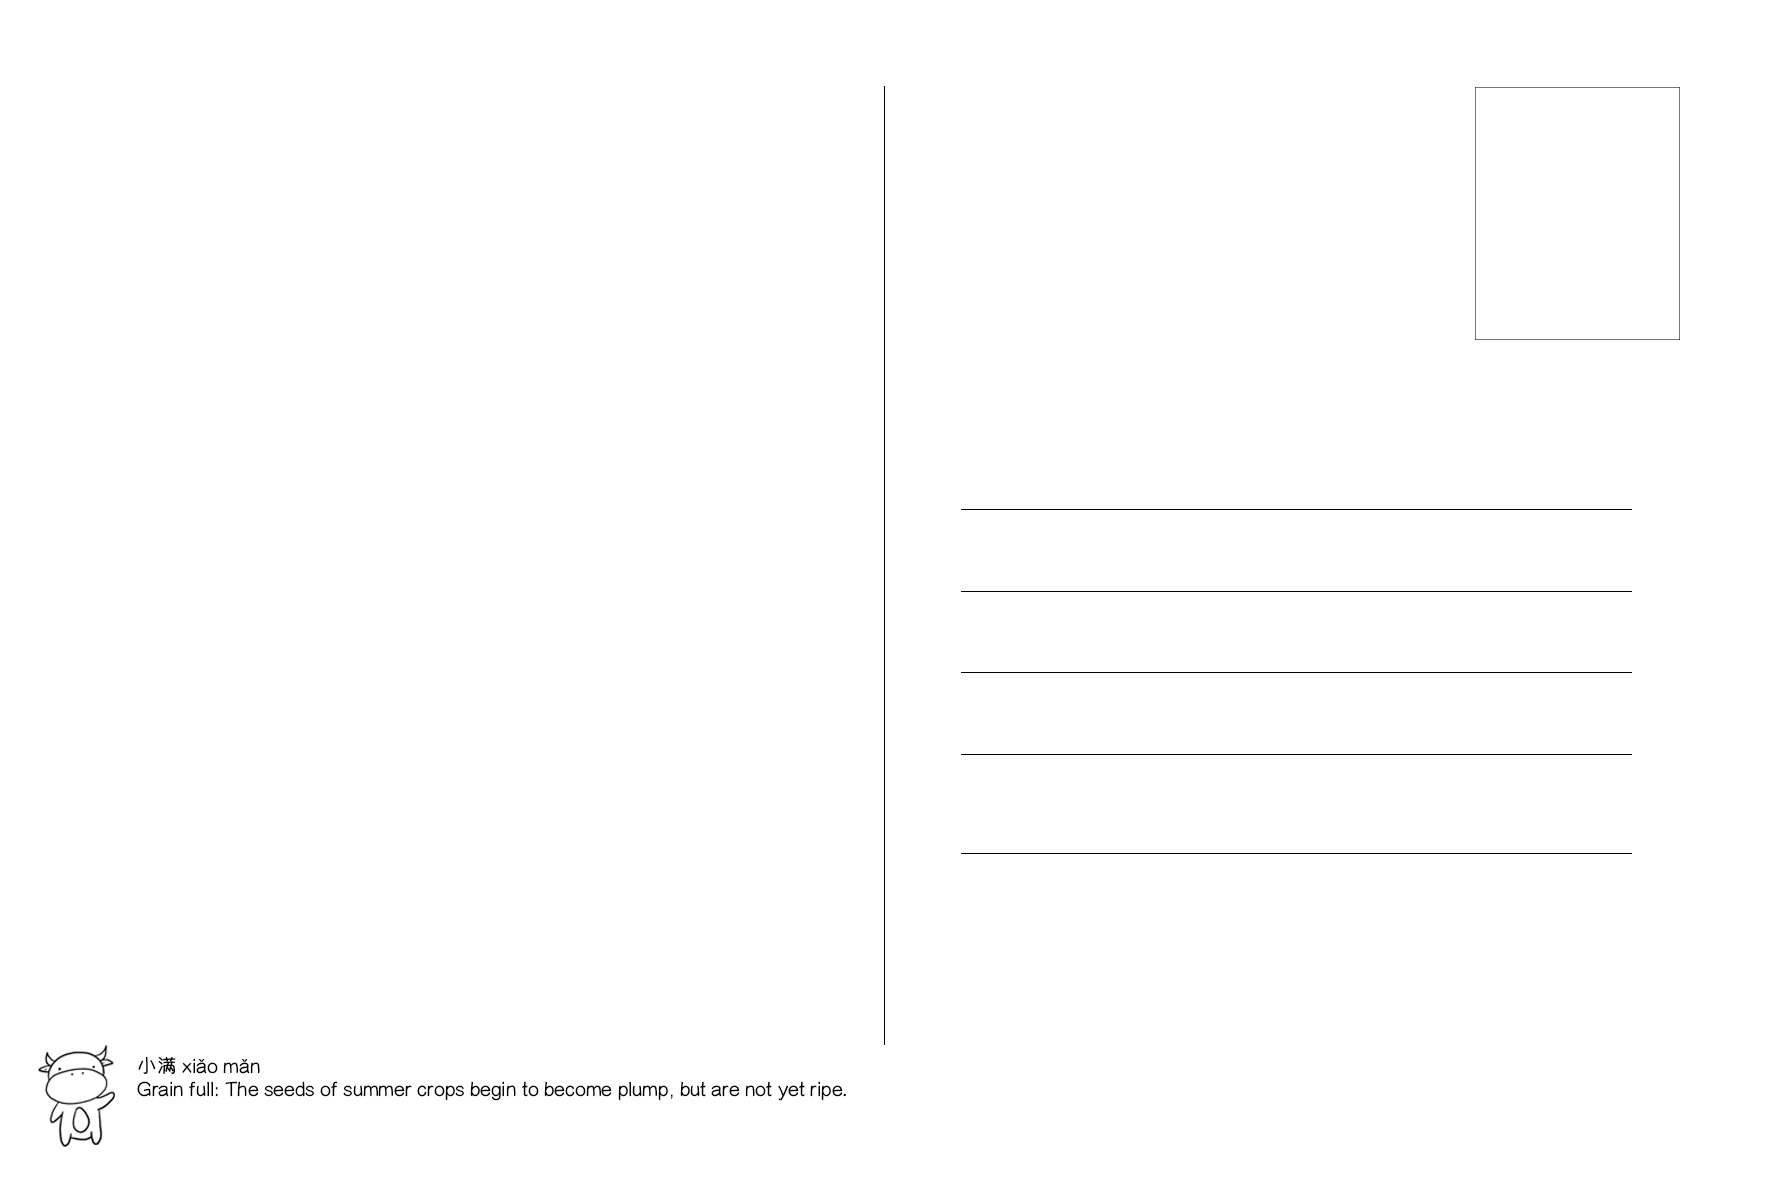 小满 xiǎo mǎn
Grain full: The seeds of summer crops begin to become plump, but are not yet ripe.